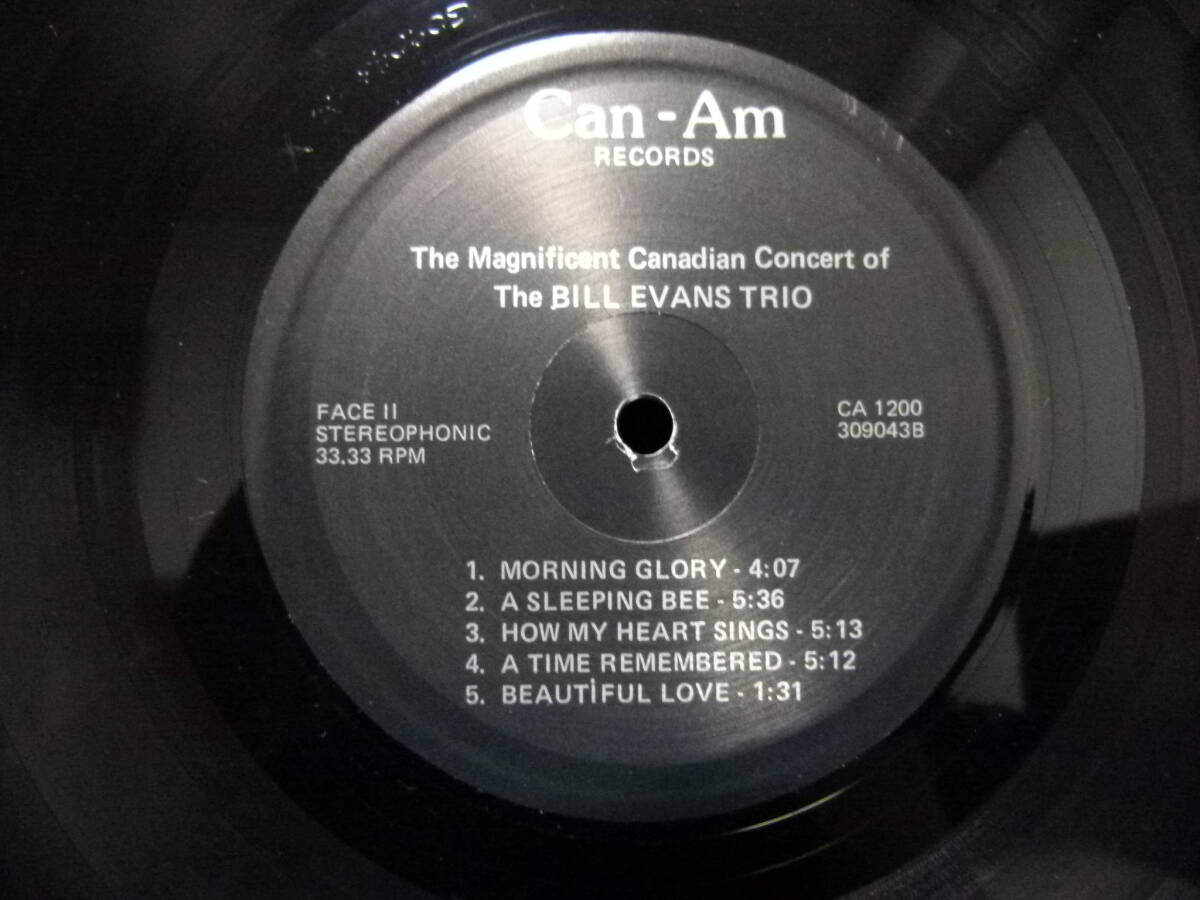 Can-Am
RECORDS
The Magnificent Canadian Concert of
The BILL EVANS TRIO
FACE II
STEREOPHONIC
33.33 RPM
CA 1200
309043B
1. MORNING GLORY - 4:07
2. A SLEEPING BEE - 5:36
3. HOW MY HEART SINGS - 5:13
4. A TIME REMEMBERED - 5:12
5. BEAUTIFUL LOVE - 1:31